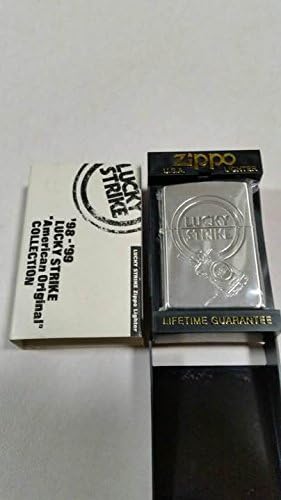 LUCKY
STRIKE
'98-'99
LUCKY STRIKE
"American Original"
COLLECTION
LUCKY STRIKE Zippo Lighter
zippo
U.S.A. LIGHTER
LUCKY
STRIKE
LIFETIME GUARANTEE